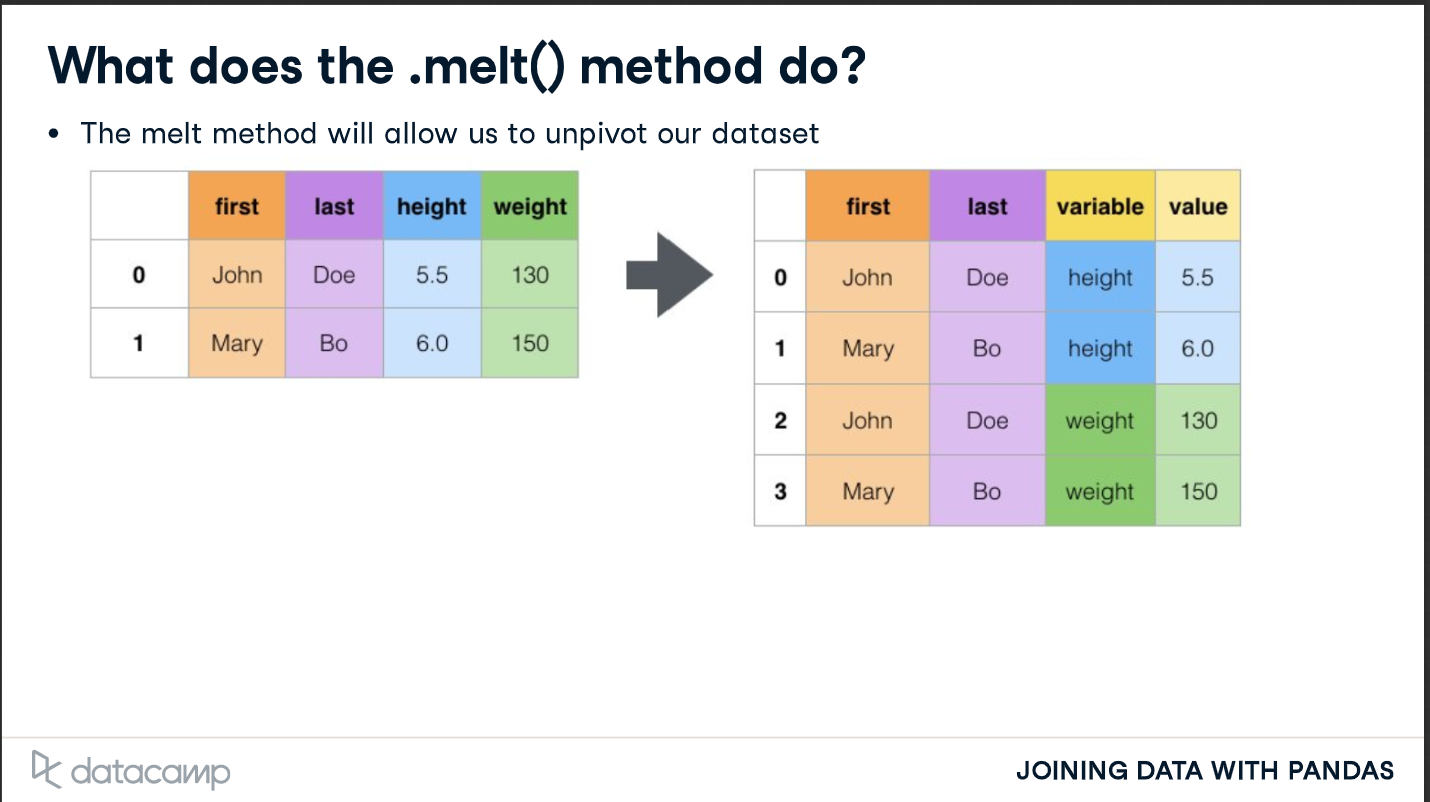 What does the .melt() method do?
• The melt method will allow us to unpivot our dataset
first last height weight
0 John Doe 5.5 130
1 Mary Bo 6.0 150
first last variable value
0 John Doe height 5.5
1 Mary Bo height 6.0
2 John Doe weight 130
3 Mary Bo weight 150
datacamp
JOINING DATA WITH PANDAS